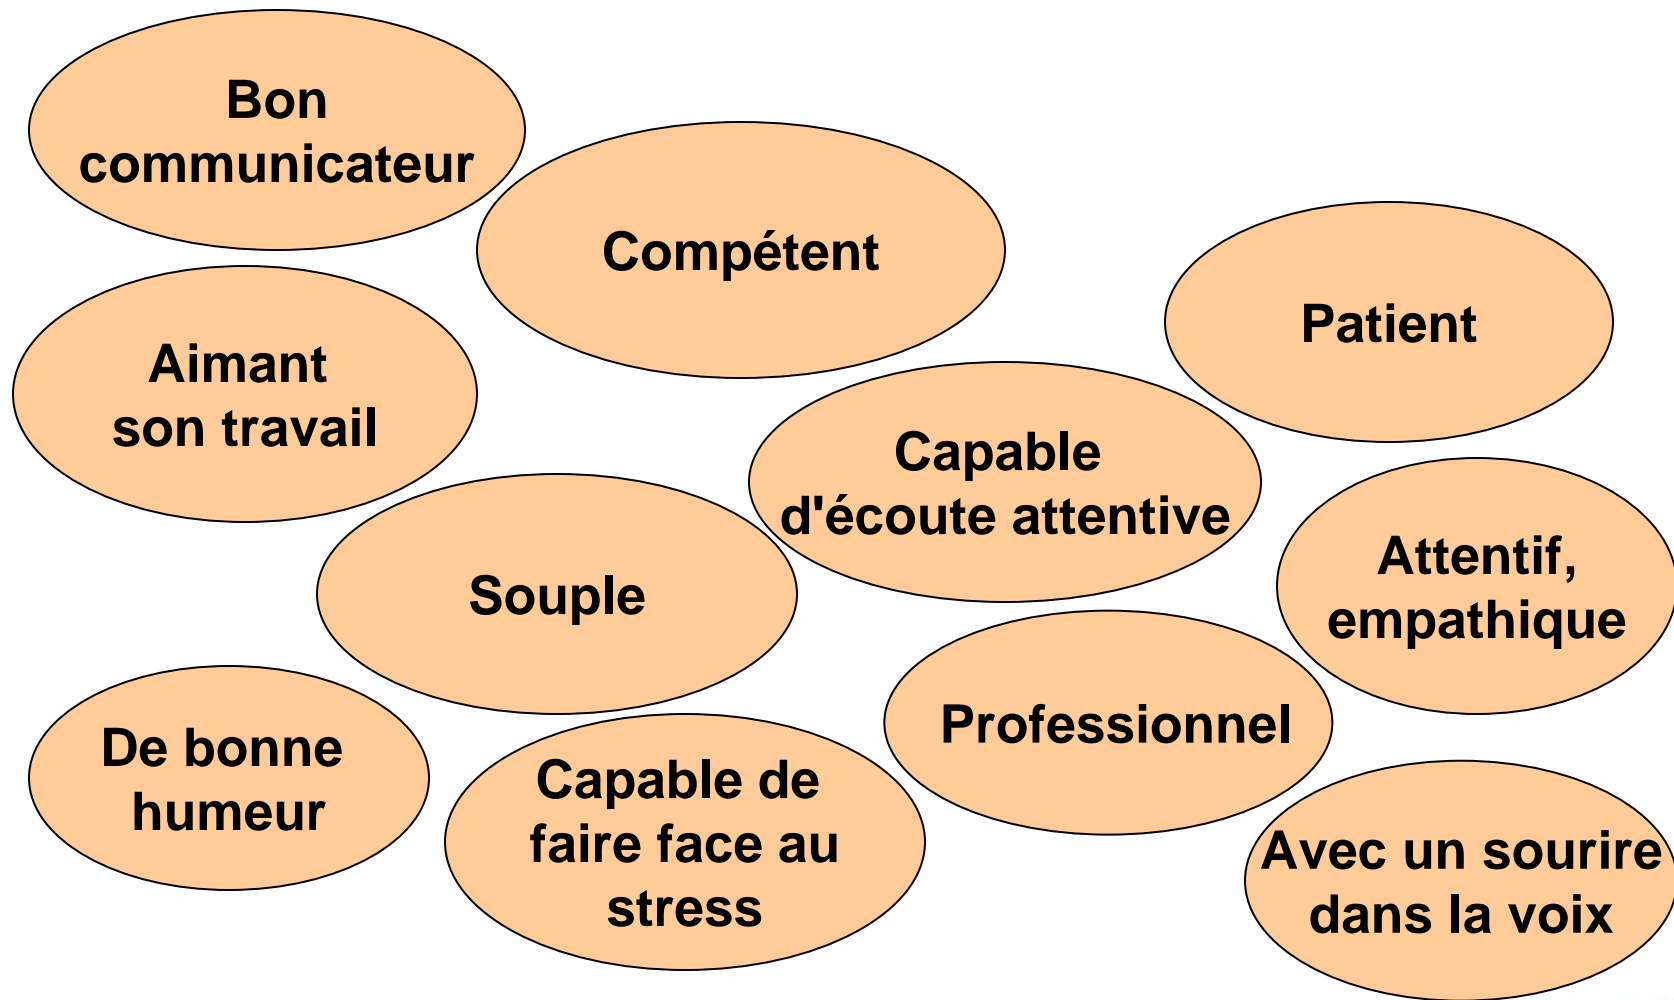 Bon
communicateur
Compétent
Patient
Aimant
son travail
Capable
d'écoute attentive
Attentif,
empathique
Souple
Professionnel
De bonne
humeur
Capable de
faire face au
stress
Avec un sourire
dans la voix